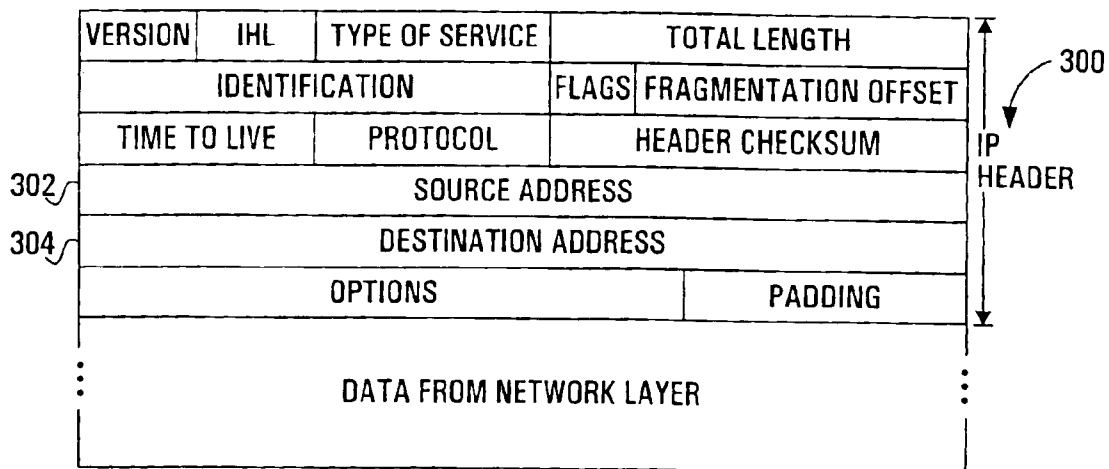 VERSION IHL TYPE OF SERVICE TOTAL LENGTH
IDENTIFICATION FLAGS FRAGMENTATION OFFSET
300
TIME TO LIVE PROTOCOL HEADER CHECKSUM
IP
HEADER
302 SOURCE ADDRESS
304 DESTINATION ADDRESS
OPTIONS PADDING
DATA FROM NETWORK LAYER